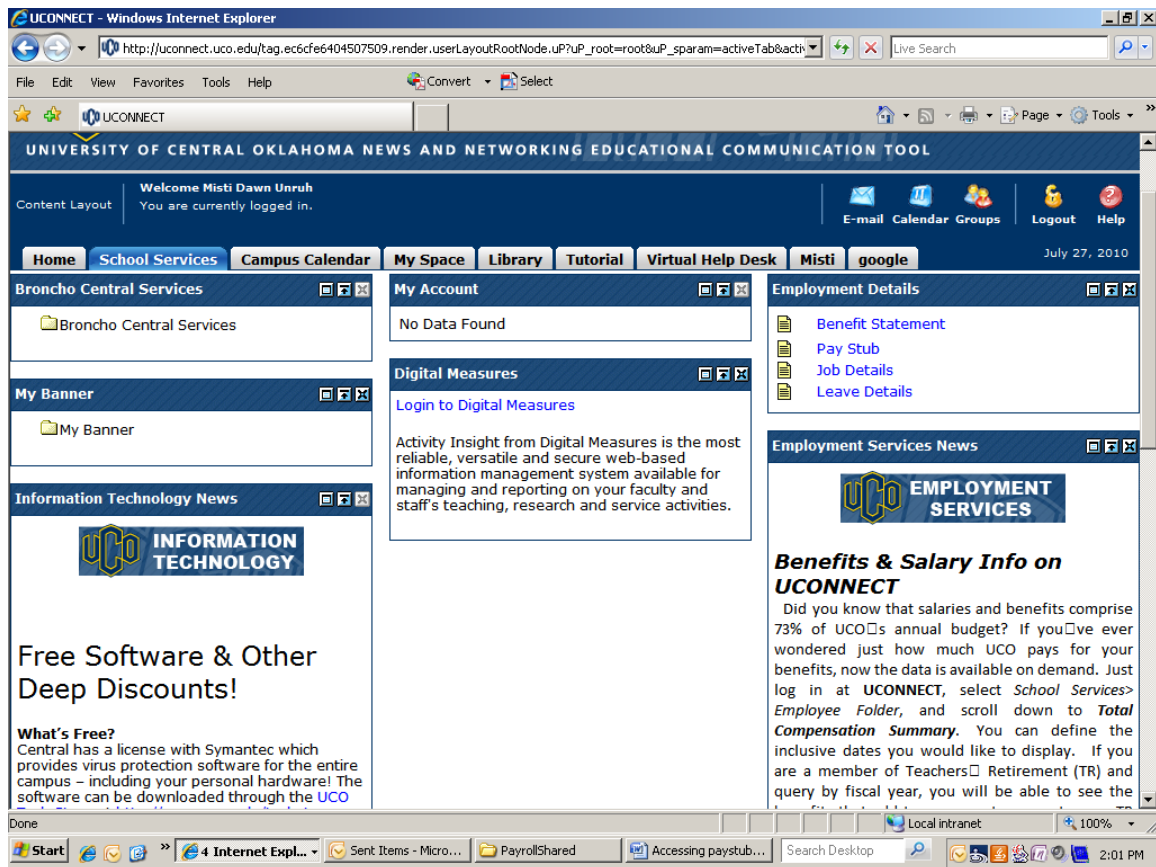 UCONNECT - Windows Internet Explorer
http://uconnect.uco.edu/tag.ec6cfe6404507509.render.userLayoutRootNode.uP?uP_root=root&uP_sparam=activeTab&activ
Live Search
File Edit View Favorites Tools Help Convert Select
UCONNECT
Page Tools
UNIVERSITY OF CENTRAL OKLAHOMA NEWS AND NETWORKING EDUCATIONAL COMMUNICATION TOOL
Content Layout
Welcome Misti Dawn Unruh
You are currently logged in.
E-mail Calendar Groups Logout Help
Home School Services Campus Calendar My Space Library Tutorial Virtual Help Desk Misti google
July 27, 2010
Broncho Central Services
Broncho Central Services
My Banner
My Banner
Information Technology News
UCO
INFORMATION
TECHNOLOGY
Free Software & Other
Deep Discounts!
What's Free?
Central has a license with Symantec which
provides virus protection software for the entire
campus – including your personal hardware! The
software can be downloaded through the UCO
My Account
No Data Found
Digital Measures
Login to Digital Measures
Activity Insight from Digital Measures is the most
reliable, versatile and secure web-based
information management system available for
managing and reporting on your faculty and
staff's teaching, research and service activities.
Employment Details
Benefit Statement
Pay Stub
Job Details
Leave Details
Employment Services News
UCO
EMPLOYMENT
SERVICES
Benefits & Salary Info on
UCONNECT
Did you know that salaries and benefits comprise
73% of UCO□s annual budget? If you□ve ever
wondered just how much UCO pays for your
benefits, now the data is available on demand. Just
log in at UCONNECT, select School Services>
Employee Folder, and scroll down to Total
Compensation Summary. You can define the
inclusive dates you would like to display. If you
are a member of Teachers□ Retirement (TR) and
query by fiscal year, you will be able to see the
Done
Local intranet
100%
Start
4 Internet Expl...
Sent Items - Micro...
PayrollShared
Accessing paystub...
Search Desktop
2:01 PM